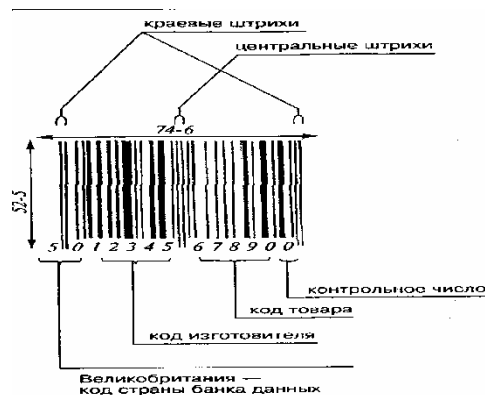 краевые штрихи
центральные штрихи
74-6
52-5
5 0 1 2 3 4 5 6 7 8 9 0 0
контрольное число
код товара
код изготовителя
Великобритания —
код страны банка данных